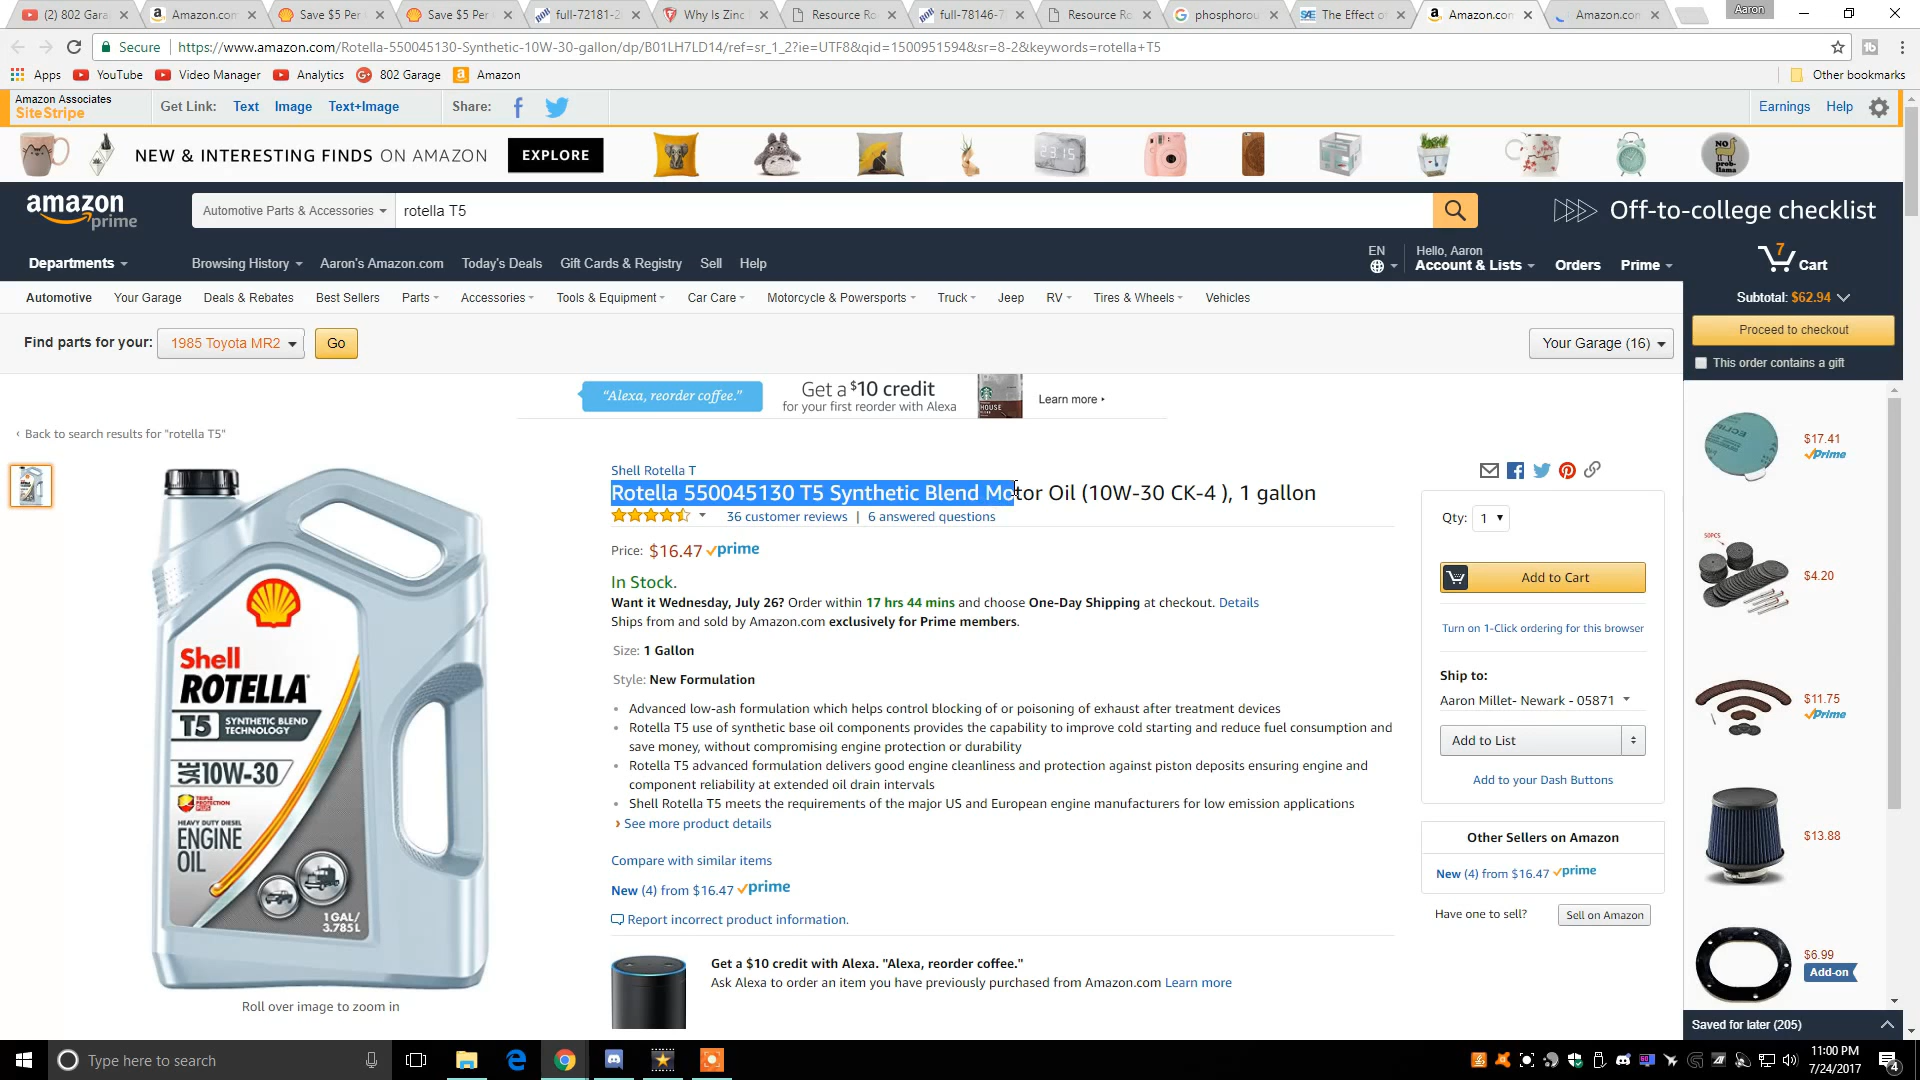 (2) 802 Gara
Amazon.com
Save $5 Per
Save $5 Per
full-72181-2
Why Is Zinc
Resource Ro
full-78146-7
Resource Ro
phosphorou
The Effect o
Amazon.con
Amazon.com
Aaron
Secure
https://www.amazon.com/Rotella-550045130-Synthetic-10W-30-gallon/dp/B01LH7LD14/ref=sr_1_2?ie=UTF8&qid=1500951594&sr=8-2&keywords=rotella+T5
Apps
YouTube
Video Manager
Analytics
802 Garage
Amazon
Other bookmarks
Amazon Associates
SiteStripe
Get Link: Text Image Text+Image
Share:
Earnings Help
NEW & INTERESTING FINDS ON AMAZON
EXPLORE
23:15
NO prob-llama
amazon prime
Automotive Parts & Accessories
rotella T5
Off-to-college checklist
Departments
Browsing History
Aaron's Amazon.com
Today's Deals
Gift Cards & Registry
Sell
Help
EN
Hello, Aaron
Account & Lists
Orders
Prime
7
Cart
Automotive
Your Garage
Deals & Rebates
Best Sellers
Parts
Accessories
Tools & Equipment
Car Care
Motorcycle & Powersports
Truck
Jeep
RV
Tires & Wheels
Vehicles
Subtotal: $62.94
Proceed to checkout
This order contains a gift
Find parts for your:
1985 Toyota MR2
Go
Your Garage (16)
"Alexa, reorder coffee."
Get a $10 credit
for your first reorder with Alexa
HOUSE
Learn more
‹ Back to search results for "rotella T5"
Shell Rotella T
Rotella 550045130 T5 Synthetic Blend Motor Oil (10W-30 CK-4 ), 1 gallon
36 customer reviews | 6 answered questions
Price: $16.47 prime
In Stock.
Want it Wednesday, July 26? Order within 17 hrs 44 mins and choose One-Day Shipping at checkout. Details
Ships from and sold by Amazon.com exclusively for Prime members.
Size: 1 Gallon
Style: New Formulation
Advanced low-ash formulation which helps control blocking of or poisoning of exhaust after treatment devices
Rotella T5 use of synthetic base oil components provides the capability to improve cold starting and reduce fuel consumption and
save money, without compromising engine protection or durability
Rotella T5 advanced formulation delivers good engine cleanliness and protection against piston deposits ensuring engine and
component reliability at extended oil drain intervals
Shell Rotella T5 meets the requirements of the major US and European engine manufacturers for low emission applications
› See more product details
Compare with similar items
New (4) from $16.47 prime
Report incorrect product information.
Get a $10 credit with Alexa. "Alexa, reorder coffee."
Ask Alexa to order an item you have previously purchased from Amazon.com Learn more
Shell
ROTELLA
T5 SYNTHETIC BLEND
TECHNOLOGY
SAE 10W-30
TRIPLE
PROTECTION
PLUS
HEAVY DUTY DIESEL
ENGINE
OIL
1 GAL/
3.785L
Roll over image to zoom in
Qty: 1
Add to Cart
Turn on 1-Click ordering for this browser
Ship to:
Aaron Millet- Newark - 05871
Add to List
Add to your Dash Buttons
Other Sellers on Amazon
New (4) from $16.47 prime
Have one to sell?
Sell on Amazon
$17.41
Prime
50PCS
$4.20
$11.75
Prime
$13.88
$6.99
Add-on
Saved for later (205)
Type here to search
11:00 PM
7/24/2017
4